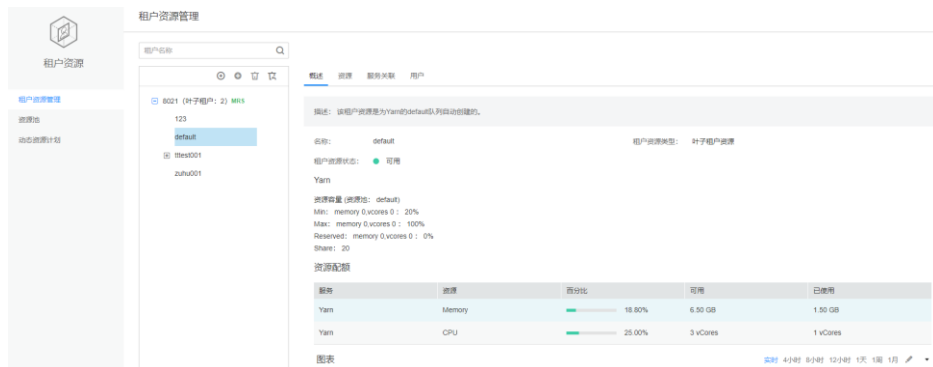 租户资源管理
租户资源
租户资源管理
资源池
动态资源计划
租户名称
8021（叶子租户：2）MRS
123
default
tttest001
zuhu001
概述 资源 服务关联 用户
描述： 该租户资源是为Yarn的default队列自动创建的。
名称： default 租户资源类型： 叶子租户资源
租户资源状态： 可用
Yarn
资源容量 (资源池： default)
Min： memory 0,vcores 0： 20%
Max： memory 0,vcores 0： 100%
Reserved： memory 0,vcores 0： 0%
Share： 20
资源配额
服务 资源 百分比 可用 已使用
Yarn Memory 18.80% 6.50 GB 1.50 GB
Yarn CPU 25.00% 3 vCores 1 vCores
图表 实时 4小时 8小时 12小时 1天 1周 1月